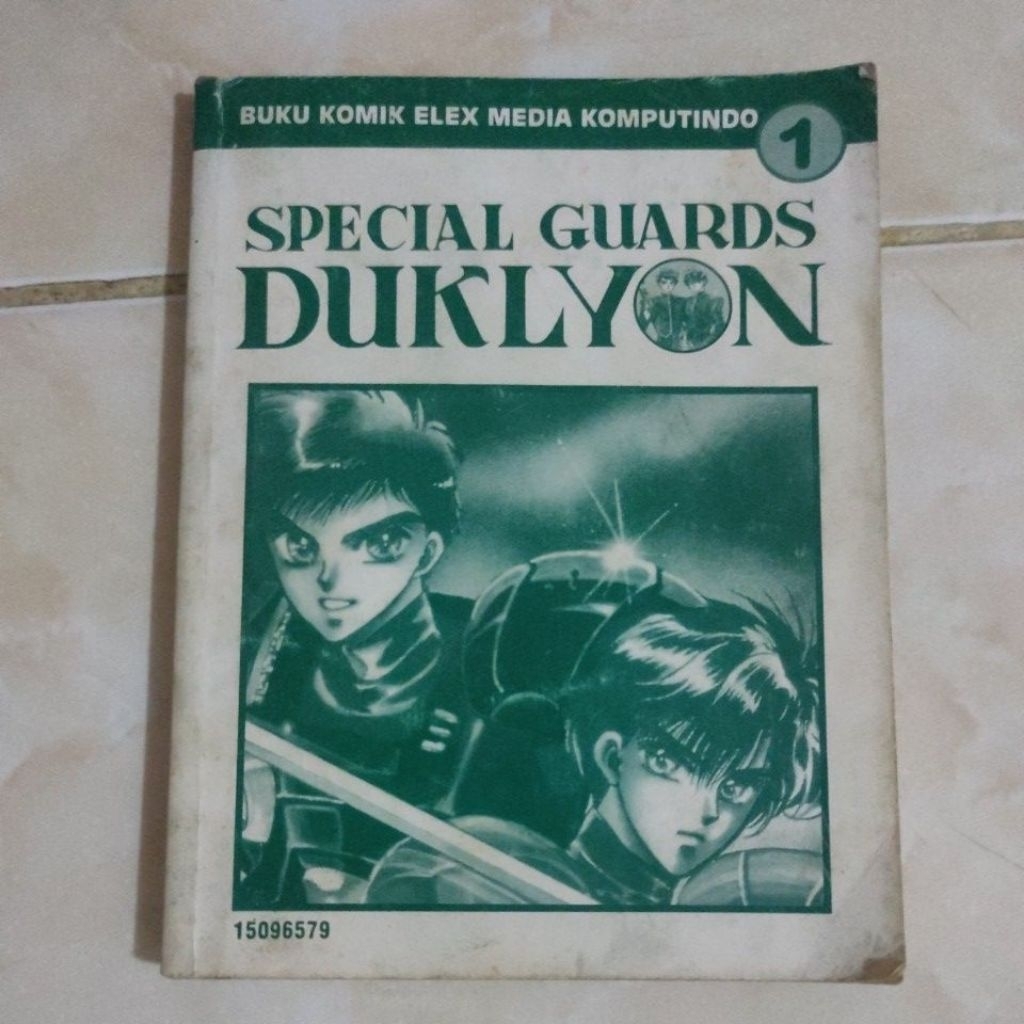 BUKU KOMIK ELEX MEDIA KOMPUTINDO
1
SPECIAL GUARDS
DUKLYON
15096579